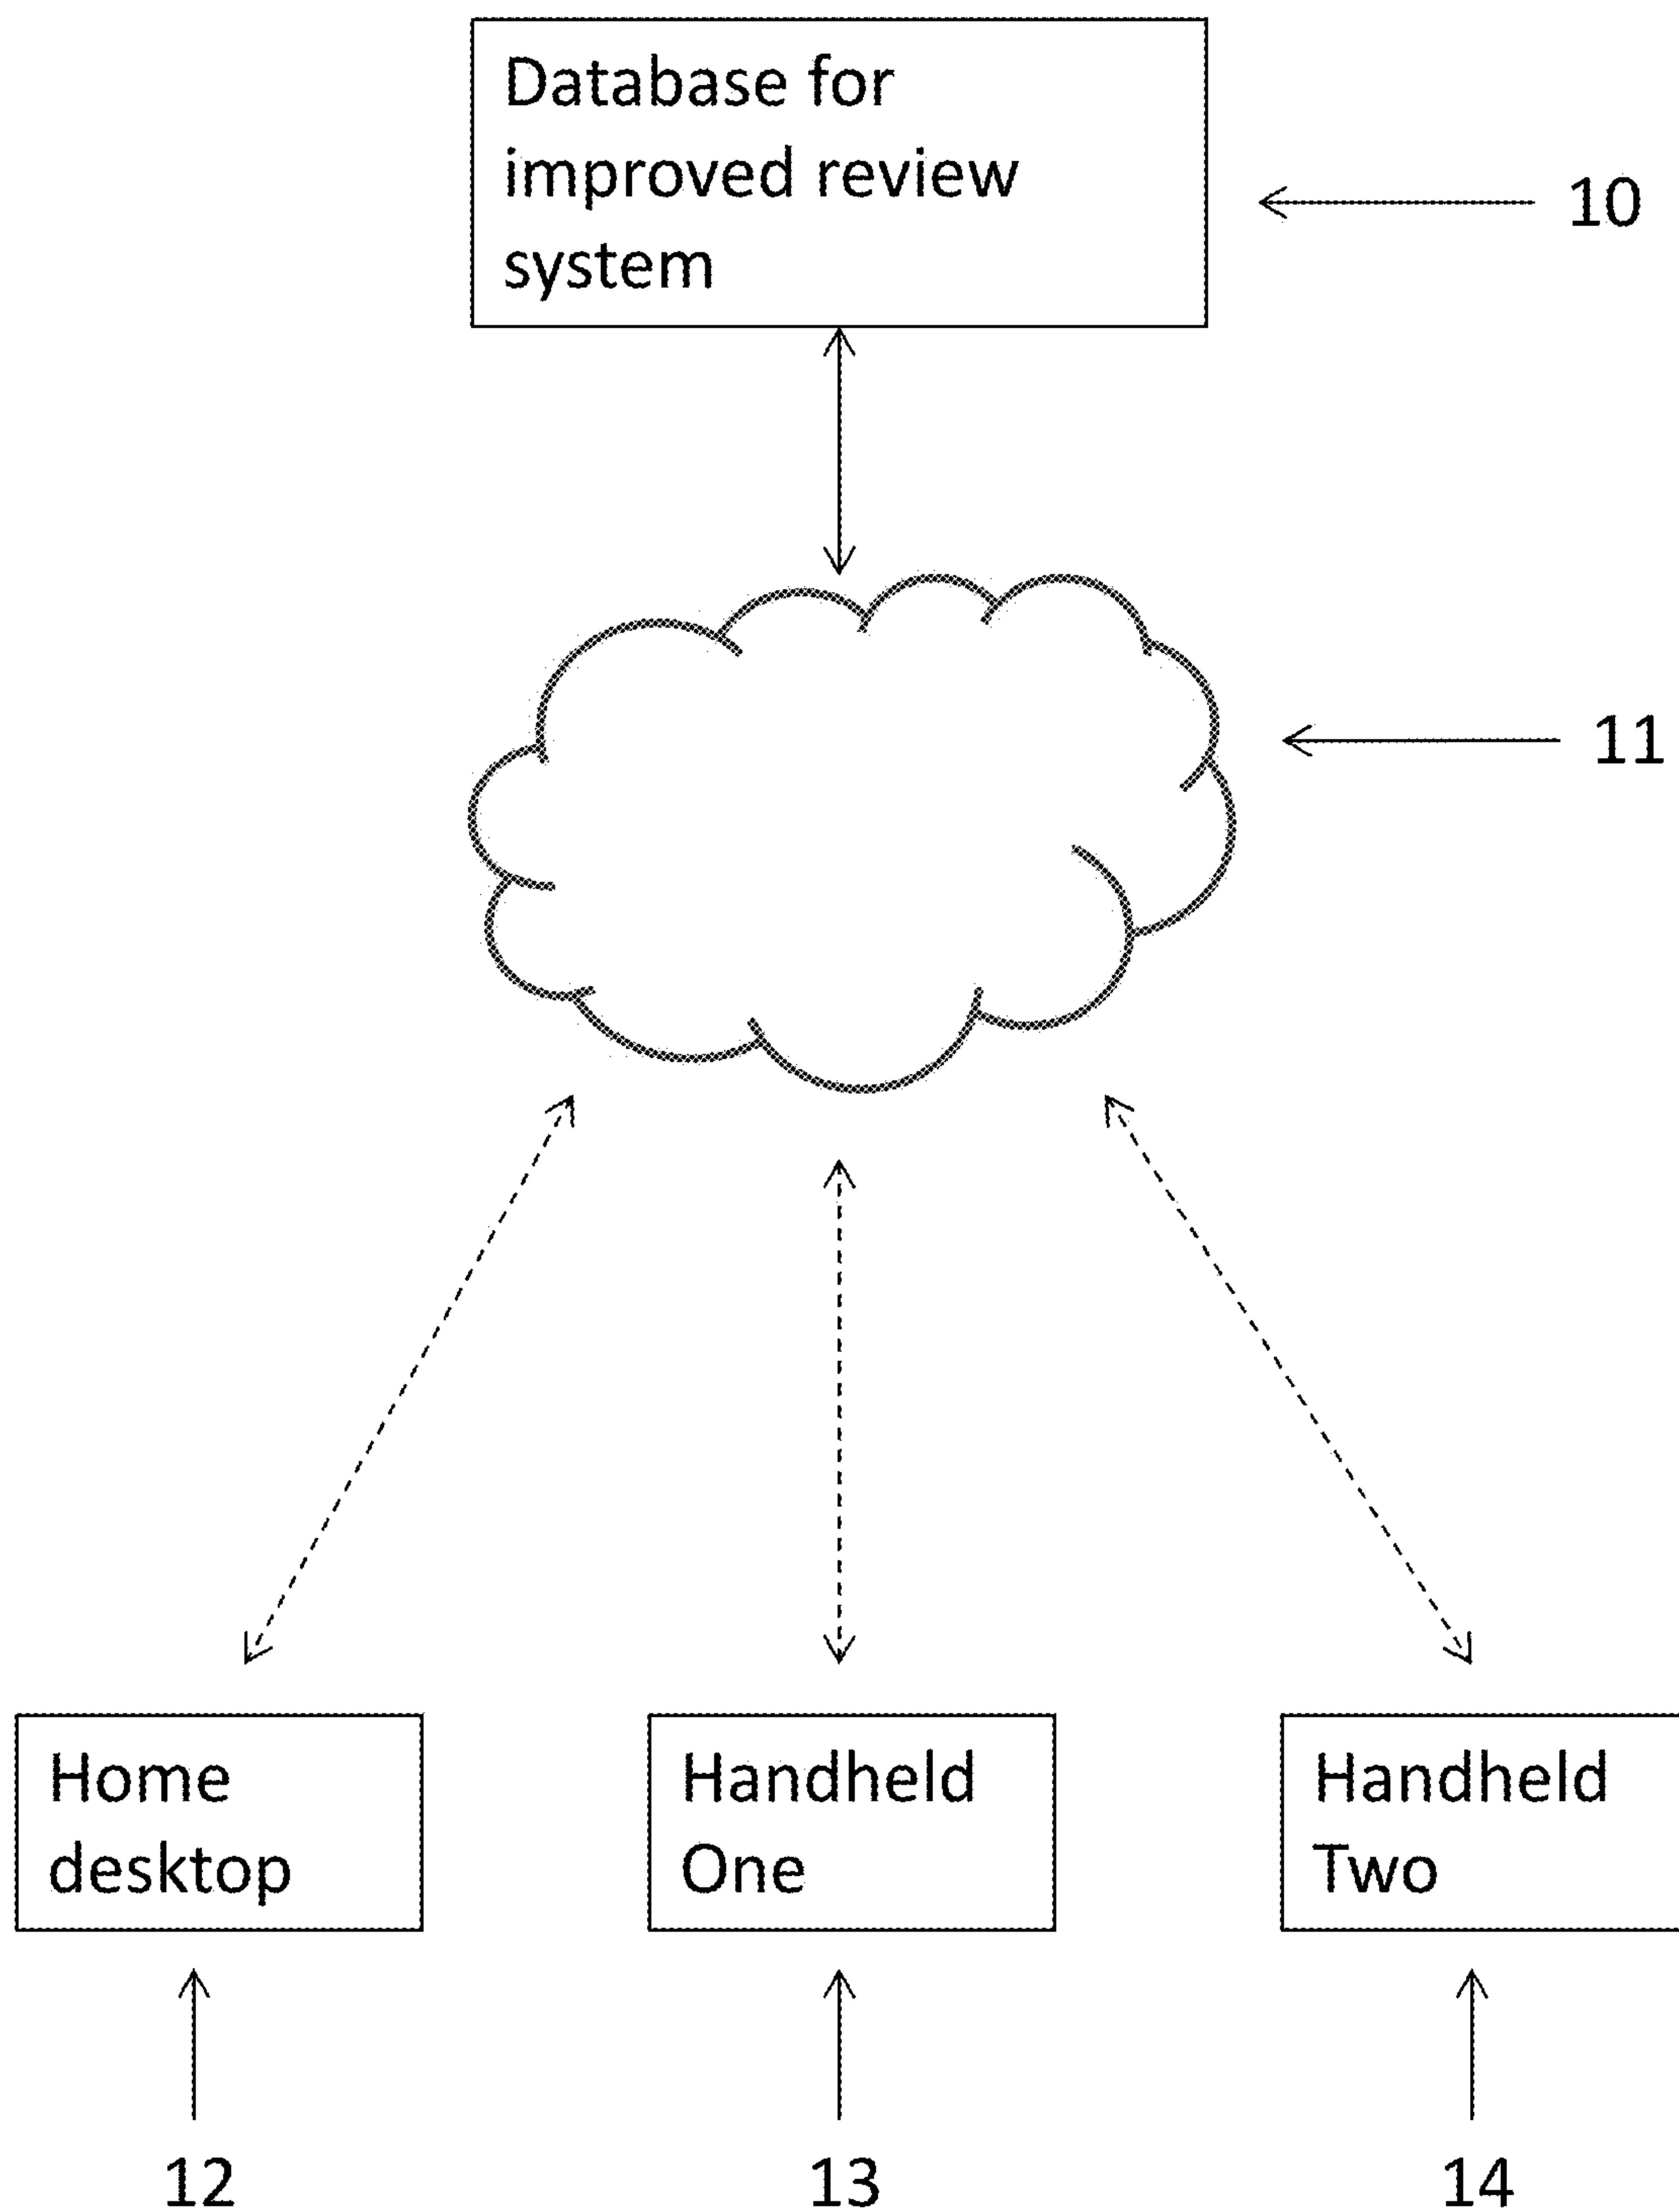 Database for
improved review
system
10
11
Home
desktop
Handheld
One
Handheld
Two
12
13
14